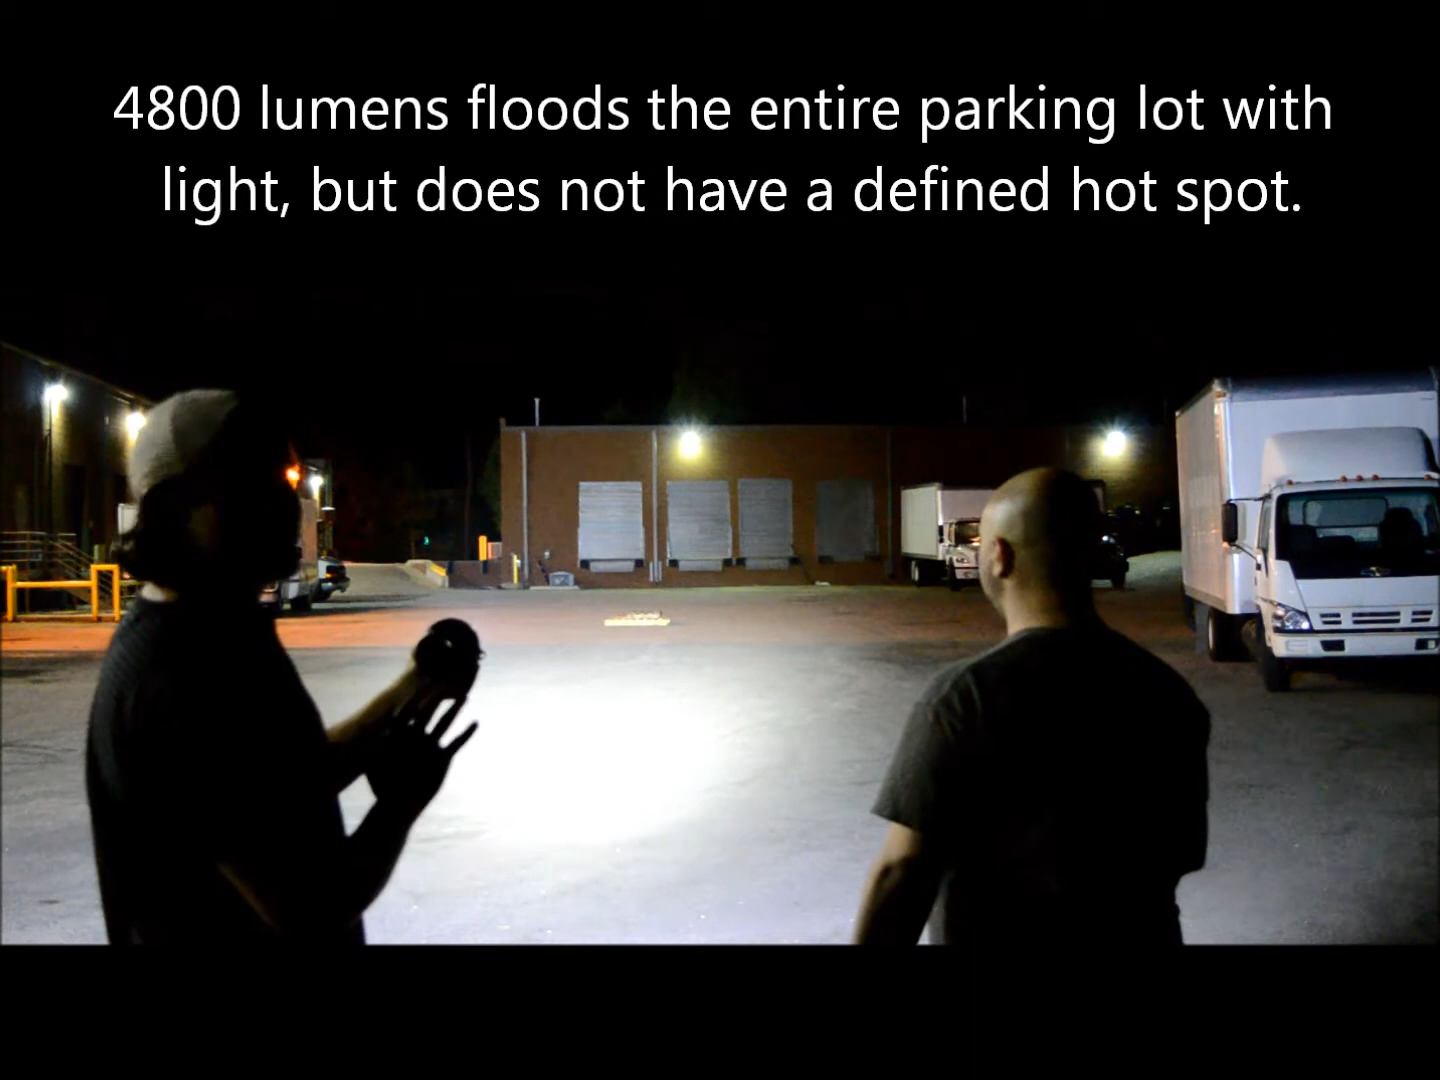 4800 lumens floods the entire parking lot with
light, but does not have a defined hot spot.